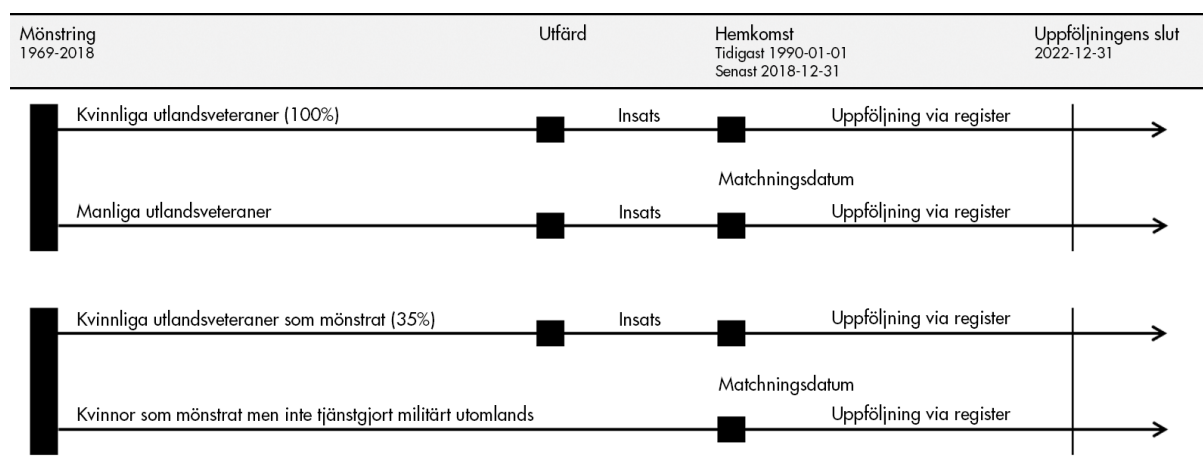 Mönstring
1969-2018
Utfärd
Hemkomst
Tidigast 1990-01-01
Senast 2018-12-31
Uppföljningens slut
2022-12-31
Kvinnliga utlandsveteraner (100%)
Insats
Uppföljning via register
Matchningsdatum
Manliga utlandsveteraner
Insats
Uppföljning via register
Kvinnliga utlandsveteraner som mönstrat (35%)
Insats
Uppföljning via register
Matchningsdatum
Kvinnor som mönstrat men inte tjänstgjort militärt utomlands
Uppföljning via register